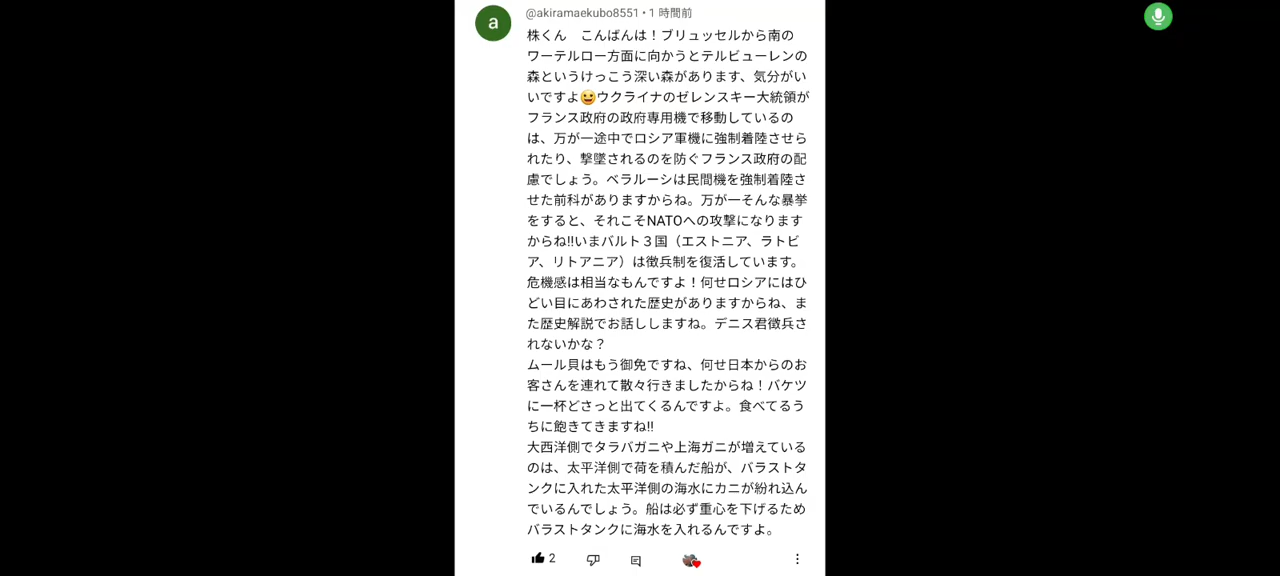 a
@akiramaekubo8551・1 時間前
株くん　こんばんは！ブリュッセルから南の
ワーテルロー方面に向かうとテルビューレンの
森というけっこう深い森があります、気分がい
いですよ😀ウクライナのゼレンスキー大統領が
フランス政府の政府専用機で移動しているの
は、万が一途中でロシア軍機に強制着陸させら
れたり、撃墜されるのを防ぐフランス政府の配
慮でしょう。ベラルーシは民間機を強制着陸さ
せた前科がありますからね。万が一そんな暴挙
をすると、それこそNATOへの攻撃になります
からね!!いまバルト３国（エストニア、ラトビ
ア、リトアニア）は徴兵制を復活しています。
危機感は相当なもんですよ！何せロシアにはひ
どい目にあわされた歴史がありますからね、ま
た歴史解説でお話ししますね。デニス君徴兵さ
れないかな？
ムール貝はもう御免ですね、何せ日本からのお
客さんを連れて散々行きましたからね！バケツ
に一杯どさっと出てくるんですよ。食べてるう
ちに飽きてきますね!!
大西洋側でタラバガニや上海ガニが増えている
のは、太平洋側で荷を積んだ船が、バラストタ
ンクに入れた太平洋側の海水にカニが紛れ込ん
でいるんでしょう。船は必ず重心を下げるため
バラストタンクに海水を入れるんですよ。
2